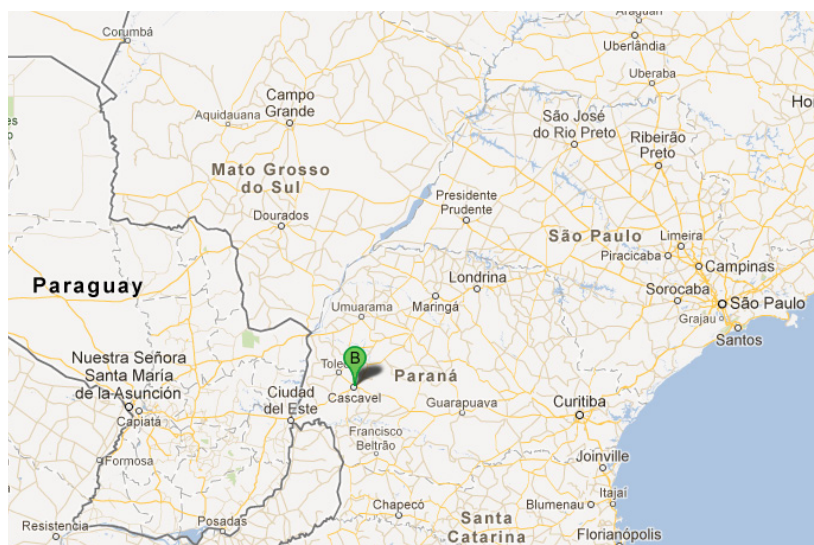 Corumbá
Araguari
Uberlândia
Uberaba
Campo
Grande
Aquidauana
São José
do Rio Preto
Ribeirão
Preto
Mato Grosso
do Sul
Presidente
Prudente
Dourados
São Paulo
Limeira
Piracicaba
Campinas
Paraguay
Londrina
Sorocaba
São Paulo
Maringá
Umuarama
Grajau
Santos
B
Nuestra Señora
Santa María
de la Asunción
Paraná
Ciudad
del Este
Cascavel
Guarapuava
Curitiba
Capiatá
Francisco
Beltrão
Formosa
Joinville
Chapecó
Blumenau
Itajaí
Posadas
Santa
Catarina
Resistencia
Florianópolis